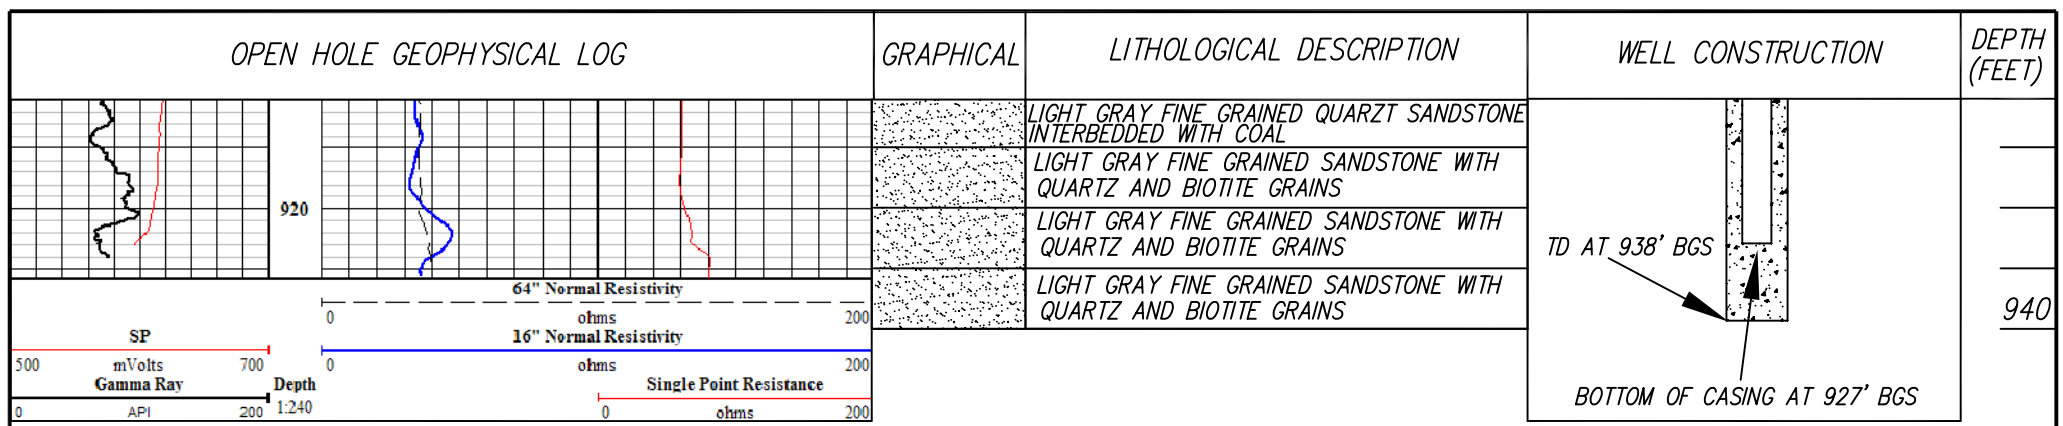 OPEN HOLE GEOPHYSICAL LOG
GRAPHICAL
LITHOLOGICAL DESCRIPTION
WELL CONSTRUCTION
DEPTH
(FEET)
920
LIGHT GRAY FINE GRAINED QUARZT SANDSTONE
INTERBEDDED WITH COAL
LIGHT GRAY FINE GRAINED SANDSTONE WITH
QUARTZ AND BIOTITE GRAINS
LIGHT GRAY FINE GRAINED SANDSTONE WITH
QUARTZ AND BIOTITE GRAINS
LIGHT GRAY FINE GRAINED SANDSTONE WITH
QUARTZ AND BIOTITE GRAINS
TD AT 938' BGS
BOTTOM OF CASING AT 927' BGS
940
64" Normal Resistivity
0 ohms 200
SP
500 mVolts 700
16" Normal Resistivity
0 ohms 200
Gamma Ray
0 API 200
Depth
1:240
Single Point Resistance
0 ohms 200